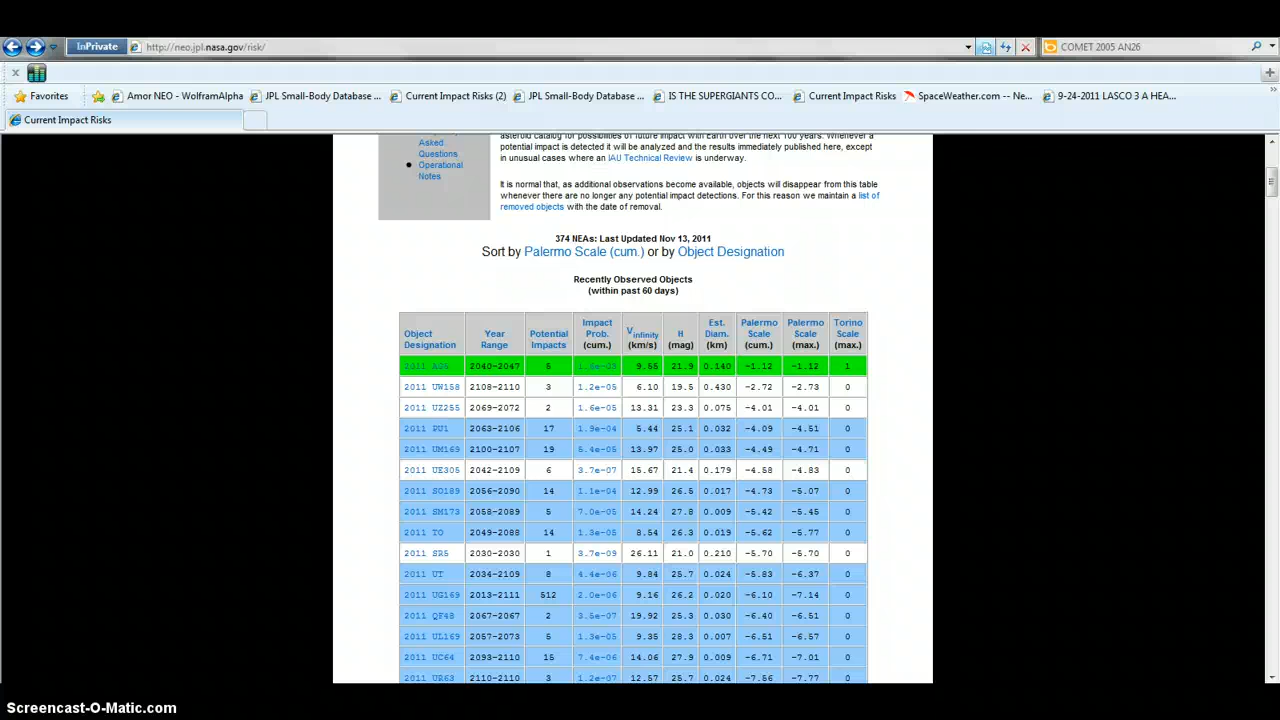 InPrivate http://neo.jpl.nasa.gov/risk/ COMET 2005 AN26
Favorites Amor NEO - WolframAlpha JPL Small-Body Database ... Current Impact Risks (2) JPL Small-Body Database ... IS THE SUPERGIANTS CO... Current Impact Risks SpaceWeather.com -- Ne... 9-24-2011 LASCO 3 A HEA...
Current Impact Risks
Asked
Questions
Operational
Notes
asteroid catalog for possibilities of future impact with Earth over the next 100 years. Whenever a
potential impact is detected it will be analyzed and the results immediately published here, except
in unusual cases where an IAU Technical Review is underway.
It is normal that, as additional observations become available, objects will disappear from this table
whenever there are no longer any potential impact detections. For this reason we maintain a list of
removed objects with the date of removal.
374 NEAs: Last Updated Nov 13, 2011
Sort by Palermo Scale (cum.) or by Object Designation
Recently Observed Objects
(within past 60 days)
Object Designation Year Range Potential Impacts Impact Prob. (cum.) Vinfinity (km/s) H (mag) Est. Diam. (km) Palermo Scale (cum.) Palermo Scale (max.) Torino Scale (max.)
2011 2040-2047 6 9.55 21.9 0.140 -1.12 -1.12 1
2011 UW158 2108-2110 3 1.2e-05 6.10 19.5 0.430 -2.72 -2.73 0
2011 UZ255 2069-2072 2 1.6e-05 13.31 23.3 0.075 -4.01 -4.01 0
2011 PU1 2063-2106 17 1.9e-04 5.44 25.1 0.032 -4.09 -4.51 0
2011 UM169 2100-2107 19 5.4e-05 13.97 25.0 0.033 -4.49 -4.71 0
2011 UE305 2042-2109 6 3.7e-07 15.67 21.4 0.179 -4.58 -4.83 0
2011 SO189 2056-2090 14 1.1e-04 12.99 26.5 0.017 -4.73 -5.07 0
2011 SM173 2058-2089 5 7.0e-05 14.24 27.8 0.009 -5.42 -5.45 0
2011 TO 2049-2088 14 1.3e-05 8.54 26.3 0.019 -5.62 -5.77 0
2011 SR5 2030-2030 1 3.7e-09 26.11 21.0 0.210 -5.70 -5.70 0
2011 UT 2034-2109 8 4.4e-06 9.84 25.7 0.024 -5.83 -6.37 0
2011 UG169 2013-2111 512 2.0e-06 9.16 26.2 0.020 -6.10 -7.14 0
2011 QF48 2067-2067 2 3.5e-07 19.92 25.3 0.030 -6.40 -6.51 0
2011 UL169 2057-2073 5 1.3e-05 9.35 28.3 0.007 -6.51 -6.57 0
2011 UC64 2093-2110 15 7.4e-06 14.06 27.9 0.009 -6.71 -7.01 0
2011 UR63 2110-2110 3 1.2e-07 12.57 25.7 0.024 -7.56 -7.77 0
Screencast-O-Matic.com